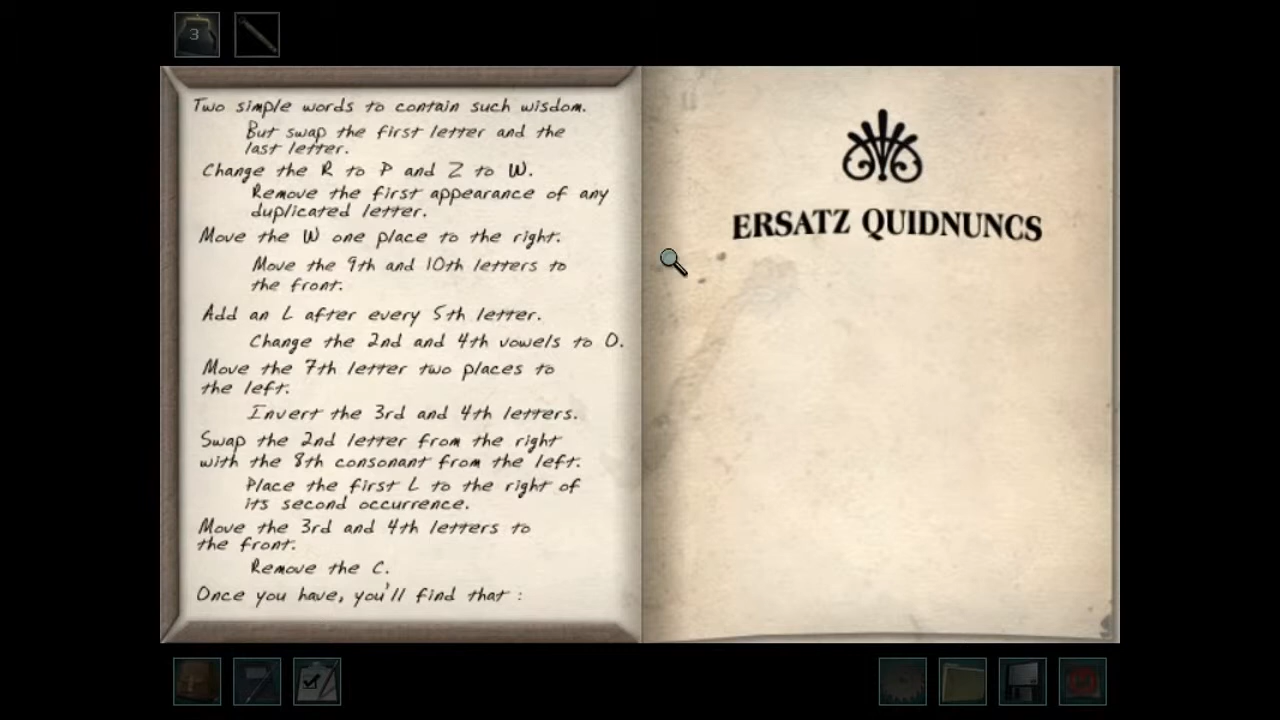 3
Two simple words to contain such wisdom.
But swap the first letter and the
last letter.
Change the R to P and Z to W.
Remove the first appearance of any
duplicated letter.
Move the W one place to the right.
Move the 9th and 10th letters to
the front.
Add an L after every 5th letter.
Change the 2nd and 4th vowels to O.
Move the 7th letter two places to
the left.
Invert the 3rd and 4th letters.
Swap the 2nd letter from the right
with the 8th consonant from the left.
Place the first L to the right of
its second occurrence.
Move the 3rd and 4th letters to
the front.
Remove the C.
Once you have, you'll find that :
ERSATZ QUIDNUNCS